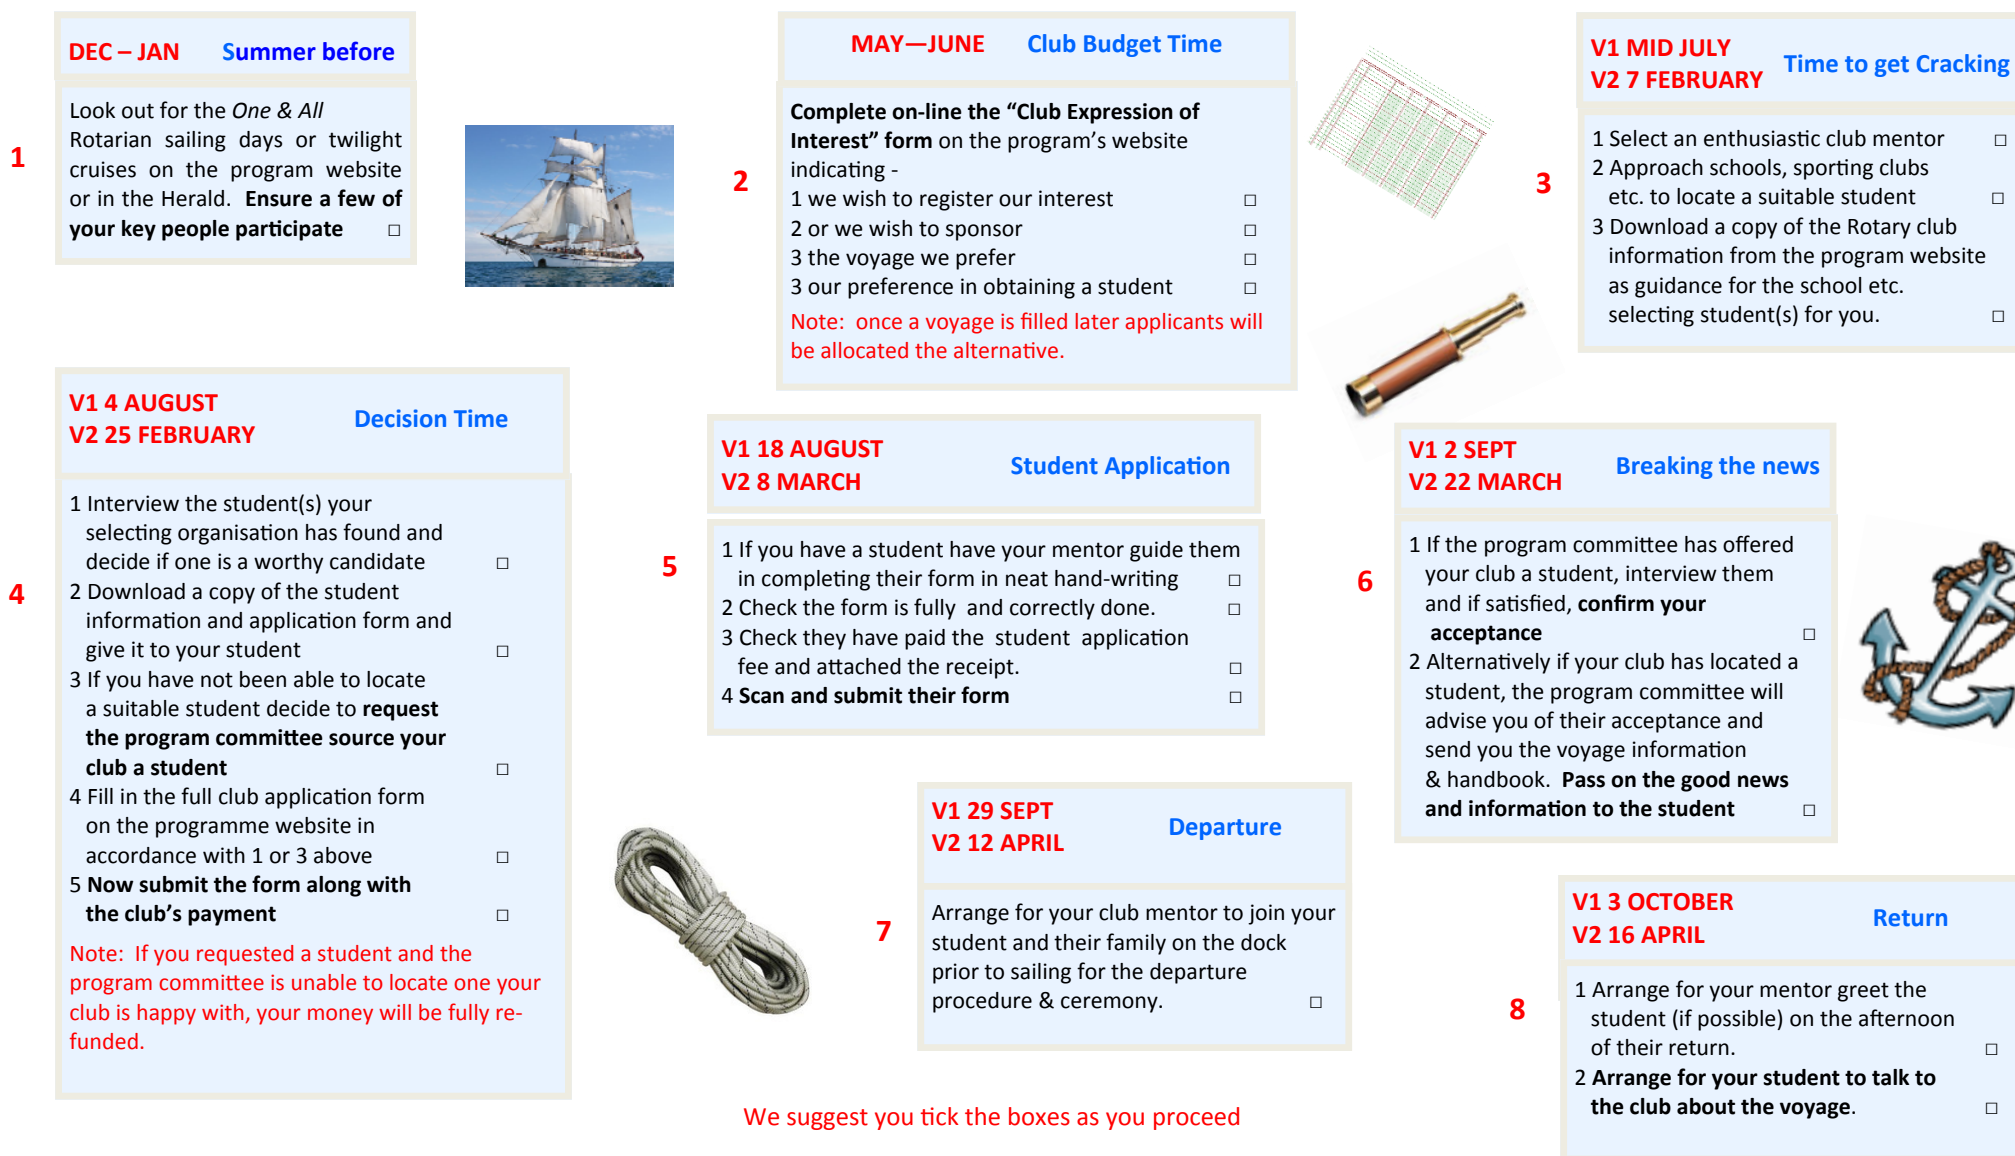 1
DEC – JAN Summer before
Look out for the One & All
Rotarian sailing days or twilight
cruises on the program website
or in the Herald. Ensure a few of
your key people participate □
2
MAY—JUNE Club Budget Time
Complete on-line the “Club Expression of
Interest” form on the program’s website
indicating -
1 we wish to register our interest □
2 or we wish to sponsor □
3 the voyage we prefer □
3 our preference in obtaining a student □
Note: once a voyage is filled later applicants will
be allocated the alternative.
3
V1 MID JULY
V2 7 FEBRUARY
Time to get Cracking
1 Select an enthusiastic club mentor □
2 Approach schools, sporting clubs
etc. to locate a suitable student □
3 Download a copy of the Rotary club
information from the program website
as guidance for the school etc.
selecting student(s) for you. □
4
V1 4 AUGUST
V2 25 FEBRUARY
Decision Time
1 Interview the student(s) your
selecting organisation has found and
decide if one is a worthy candidate □
2 Download a copy of the student
information and application form and
give it to your student □
3 If you have not been able to locate
a suitable student decide to request
the program committee source your
club a student □
4 Fill in the full club application form
on the programme website in
accordance with 1 or 3 above □
5 Now submit the form along with
the club’s payment □
Note: If you requested a student and the
program committee is unable to locate one your
club is happy with, your money will be fully re-
funded.
5
V1 18 AUGUST
V2 8 MARCH
Student Application
1 If you have a student have your mentor guide them
in completing their form in neat hand-writing □
2 Check the form is fully and correctly done. □
3 Check they have paid the student application
fee and attached the receipt. □
4 Scan and submit their form □
6
V1 2 SEPT
V2 22 MARCH
Breaking the news
1 If the program committee has offered
your club a student, interview them
and if satisfied, confirm your
acceptance □
2 Alternatively if your club has located a
student, the program committee will
advise you of their acceptance and
send you the voyage information
& handbook. Pass on the good news
and information to the student □
7
V1 29 SEPT
V2 12 APRIL
Departure
Arrange for your club mentor to join your
student and their family on the dock
prior to sailing for the departure
procedure & ceremony. □
8
V1 3 OCTOBER
V2 16 APRIL
Return
1 Arrange for your mentor greet the
student (if possible) on the afternoon
of their return. □
2 Arrange for your student to talk to
the club about the voyage. □
We suggest you tick the boxes as you proceed